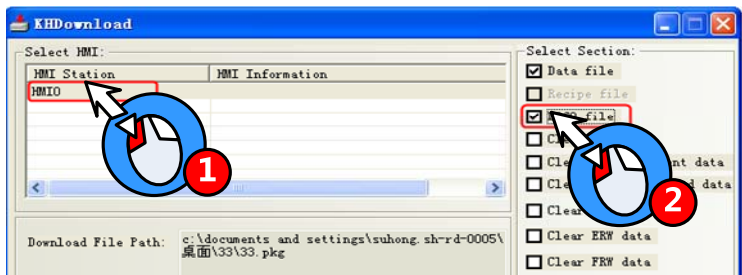 KHDownload
Select HMI:
HMI Station HMI Information
HMI0
1
Download File Path: c:\documents and settings\suhong.sh-rd-0005\
桌面\33\33.pkg
Select Section:
Data file
Recipe file
file
2
nt data
data
Clear
Clear ERW data
Clear FRW data